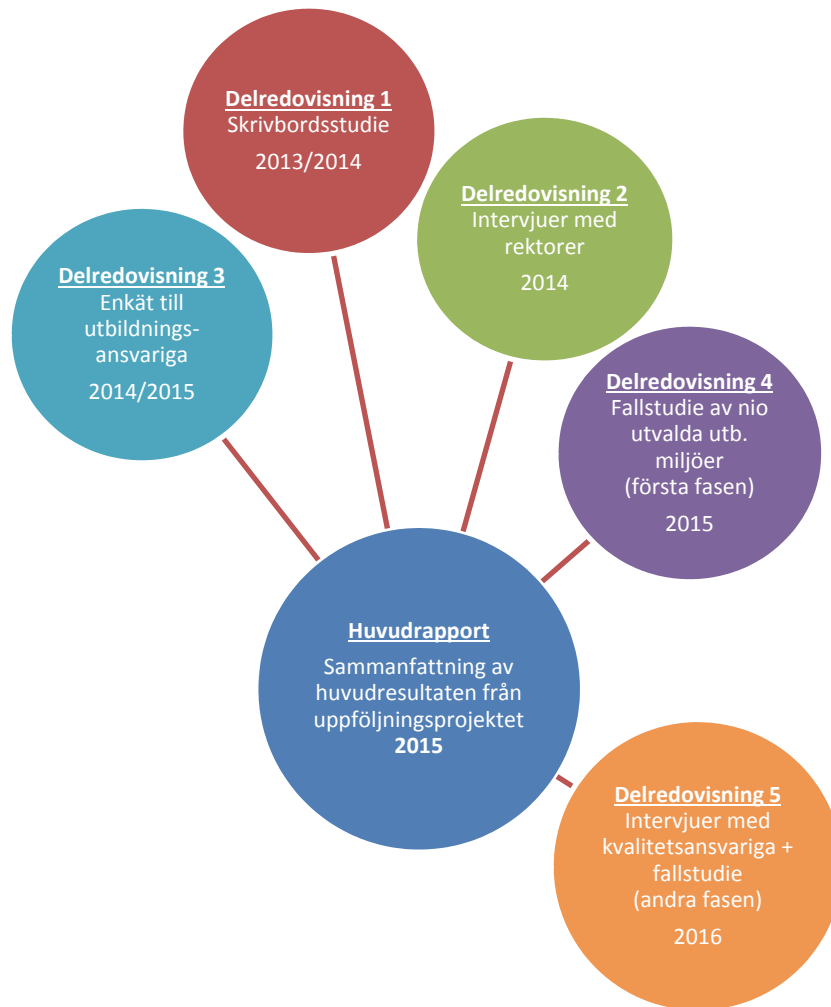 Delredovisning 1
Skrivbordsstudie
2013/2014
Delredovisning 2
Intervjuer med
rektorer
2014
Delredovisning 3
Enkät till
utbildnings-
ansvariga
2014/2015
Delredovisning 4
Fallstudie av nio
utvalda utb.
miljöer
(första fasen)
2015
Huvudrapport
Sammanfattning av
huvudresultaten från
uppföljningsprojektet
2015
Delredovisning 5
Intervjuer med
kvalitetsansvariga +
fallstudie
(andra fasen)
2016